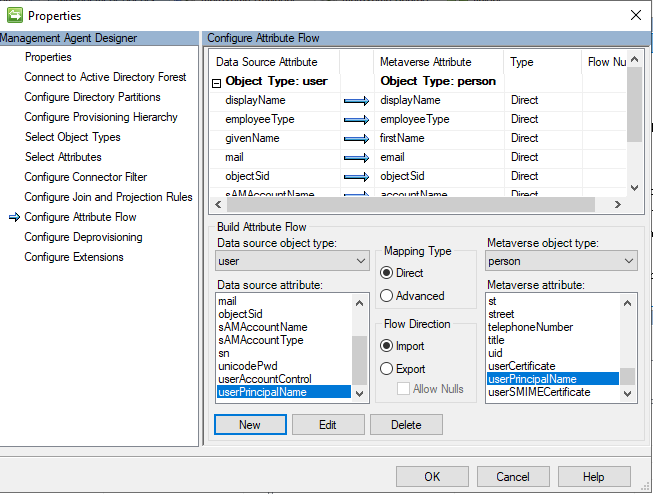 Properties
Management Agent Designer
Properties
Connect to Active Directory Forest
Configure Directory Partitions
Configure Provisioning Hierarchy
Select Object Types
Select Attributes
Configure Connector Filter
Configure Join and Projection Rules
Configure Attribute Flow
Configure Deprovisioning
Configure Extensions
Configure Attribute Flow
Data Source Attribute Metaverse Attribute Type Flow Nu
Object Type: user Object Type: person
displayName displayName Direct
employeeType employeeType Direct
givenName firstName Direct
mail email Direct
objectSid objectSid Direct
sAMAccountName accountName Direct
Build Attribute Flow
Data source object type:
user
Data source attribute:
mail
objectSid
sAMAccountName
sAMAccountType
sn
unicodePwd
userAccountControl
userPrincipalName
Mapping Type
Direct
Advanced
Flow Direction
Import
Export
Allow Nulls
Metaverse object type:
person
Metaverse attribute:
st
street
telephoneNumber
title
uid
userCertificate
userPrincipalName
userSMIMECertificate
New Edit Delete
OK Cancel Help